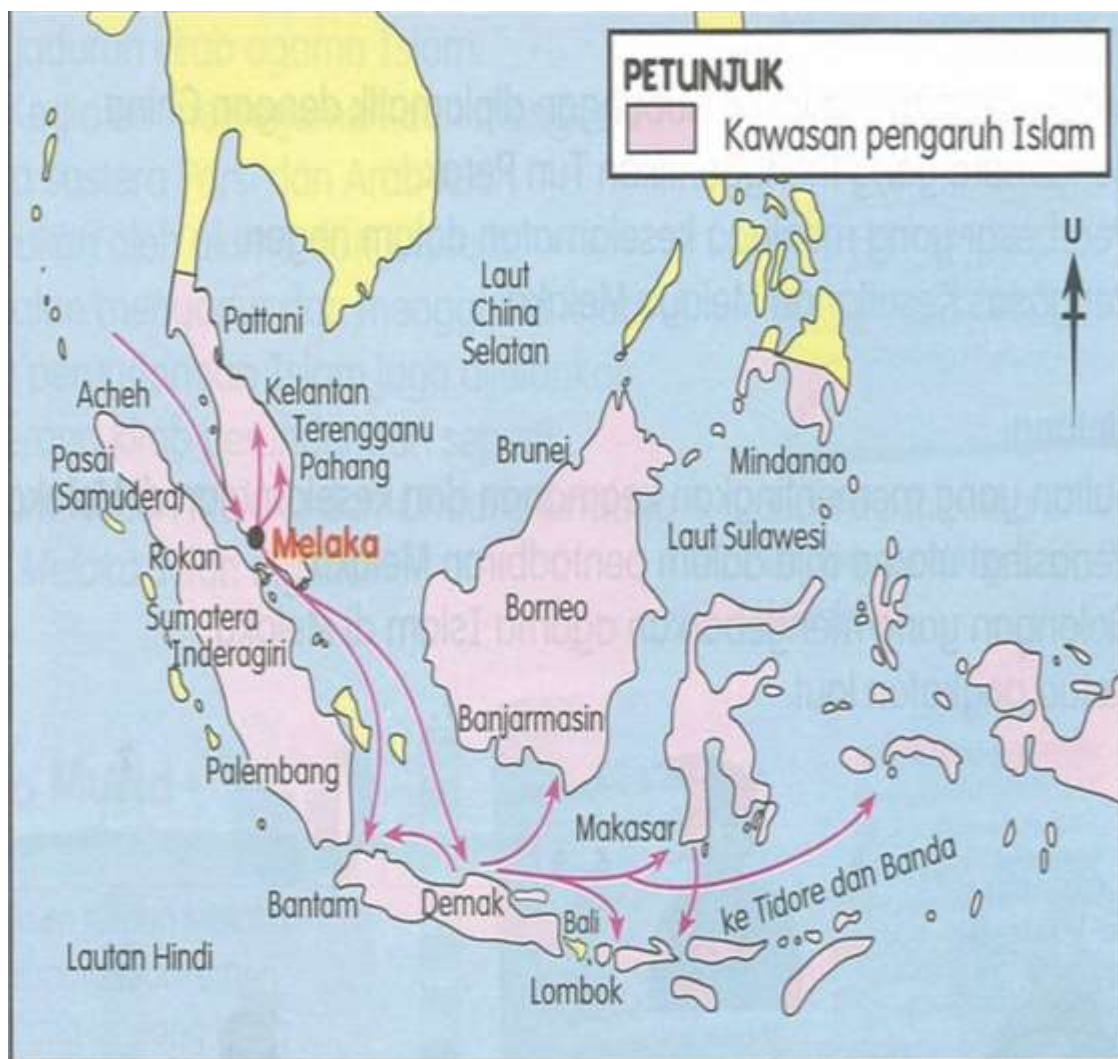 PETUNJUK
Kawasan pengaruh Islam
U
Laut
China
Selatan
Pattani
Acheh
Kelantan
Terengganu
Pahang
Pasai
(Samudera)
Brunei
Mindanao
Melaka
Rokan
Laut Sulawesi
Sumatera
Inderagiri
Borneo
Banjarmasin
Palembang
Makasar
Bantam
Demak
Bali
ke Tidore dan Banda
Lautan Hindi
Lombok